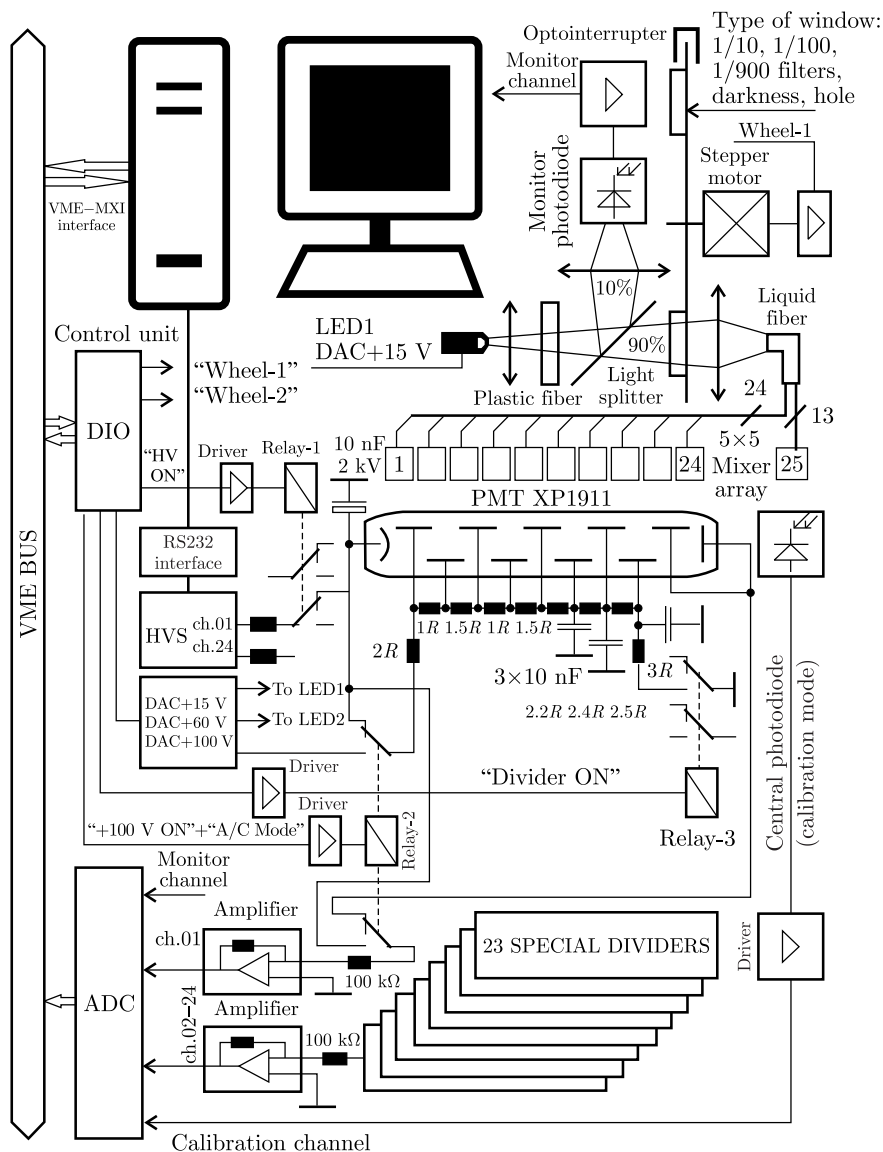 Optointerrupter
Type of window:
1/10, 1/100,
1/900 filters,
darkness, hole
Monitor
channel
Wheel-1
Stepper
motor
Monitor
photodiode
VME–MXI
interface
10%
LED1
DAC+15 V
90%
Liquid
fiber
Plastic fiber
Light
splitter
Control unit
"Wheel-1"
"Wheel-2"
DIO
24
13
5×5
"HV
ON"
Driver
Relay-1
10 nF
2 kV
1
24
25
Mixer
array
PMT XP1911
VME BUS
RS232
interface
HVS
ch.01
ch.24
1R 1.5R 1R 1.5R
2R
3×10 nF
3R
2.2R 2.4R 2.5R
DAC+15 V
DAC+60 V
DAC+100 V
To LED1
To LED2
Central photodiode
(calibration mode)
Driver
"Divider ON"
Driver
"+100 V ON"+"A/C Mode"
Relay-2
Relay-3
Monitor
channel
Amplifier
ch.01
100 kΩ
23 SPECIAL DIVIDERS
Driver
ADC
Amplifier
ch.02–24
100 kΩ
Calibration channel